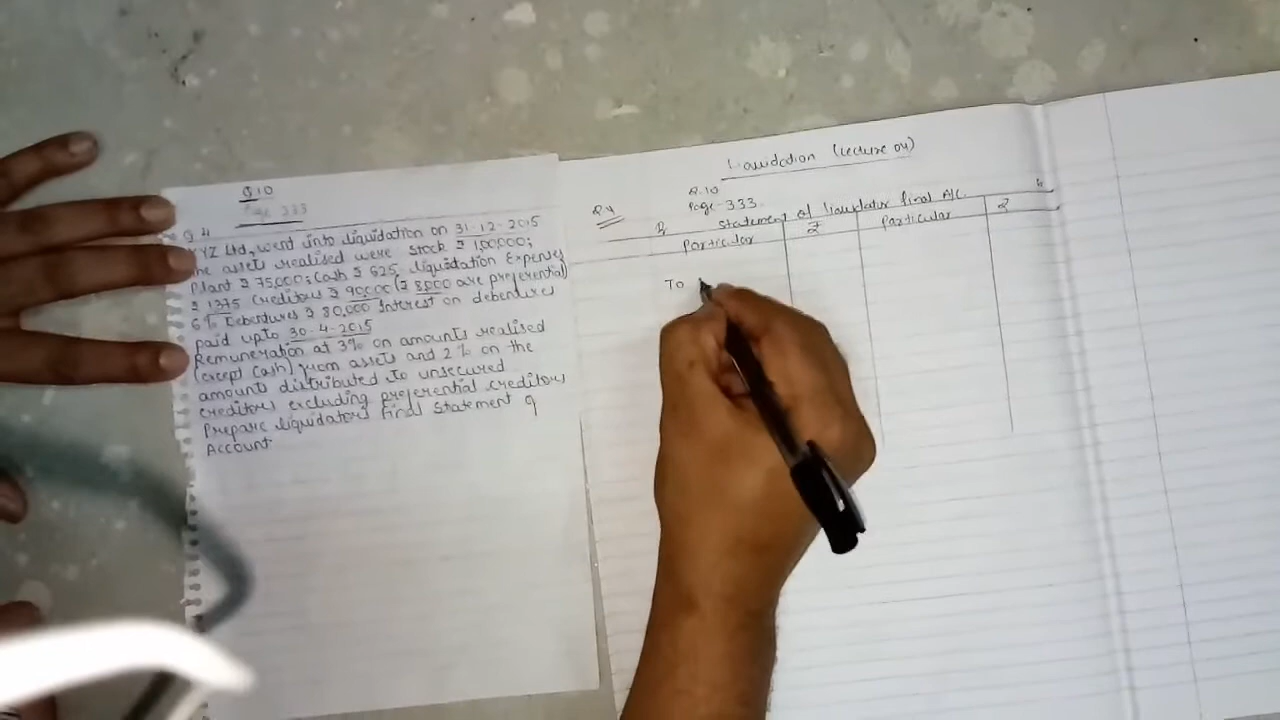 Q.10
Page 333
Q 4
XYZ Ltd, went into liquidation on 31-12-2015
The assets realised were Stock ₹ 1,00,000;
Plant ₹ 75,000; Cash ₹ 625, liquidation Expenses
₹ 1375 Creditors ₹ 90000 (₹ 8,000 are preferential)
6% Debentures ₹ 80,000 Interest on debentures
paid upto 30-4-2015
Remuneration at 3% on amounts realised
(except cash) from assets and 2% on the
amounts distributed to unsecured
creditors excluding preferential creditors
Prepare liquidators final Statement of
Account
Liquidation (Lecture 04)
Q.4
Q.10
Page-333
Statement of liquidator final A/C.
Particular ₹ Particular ₹
To